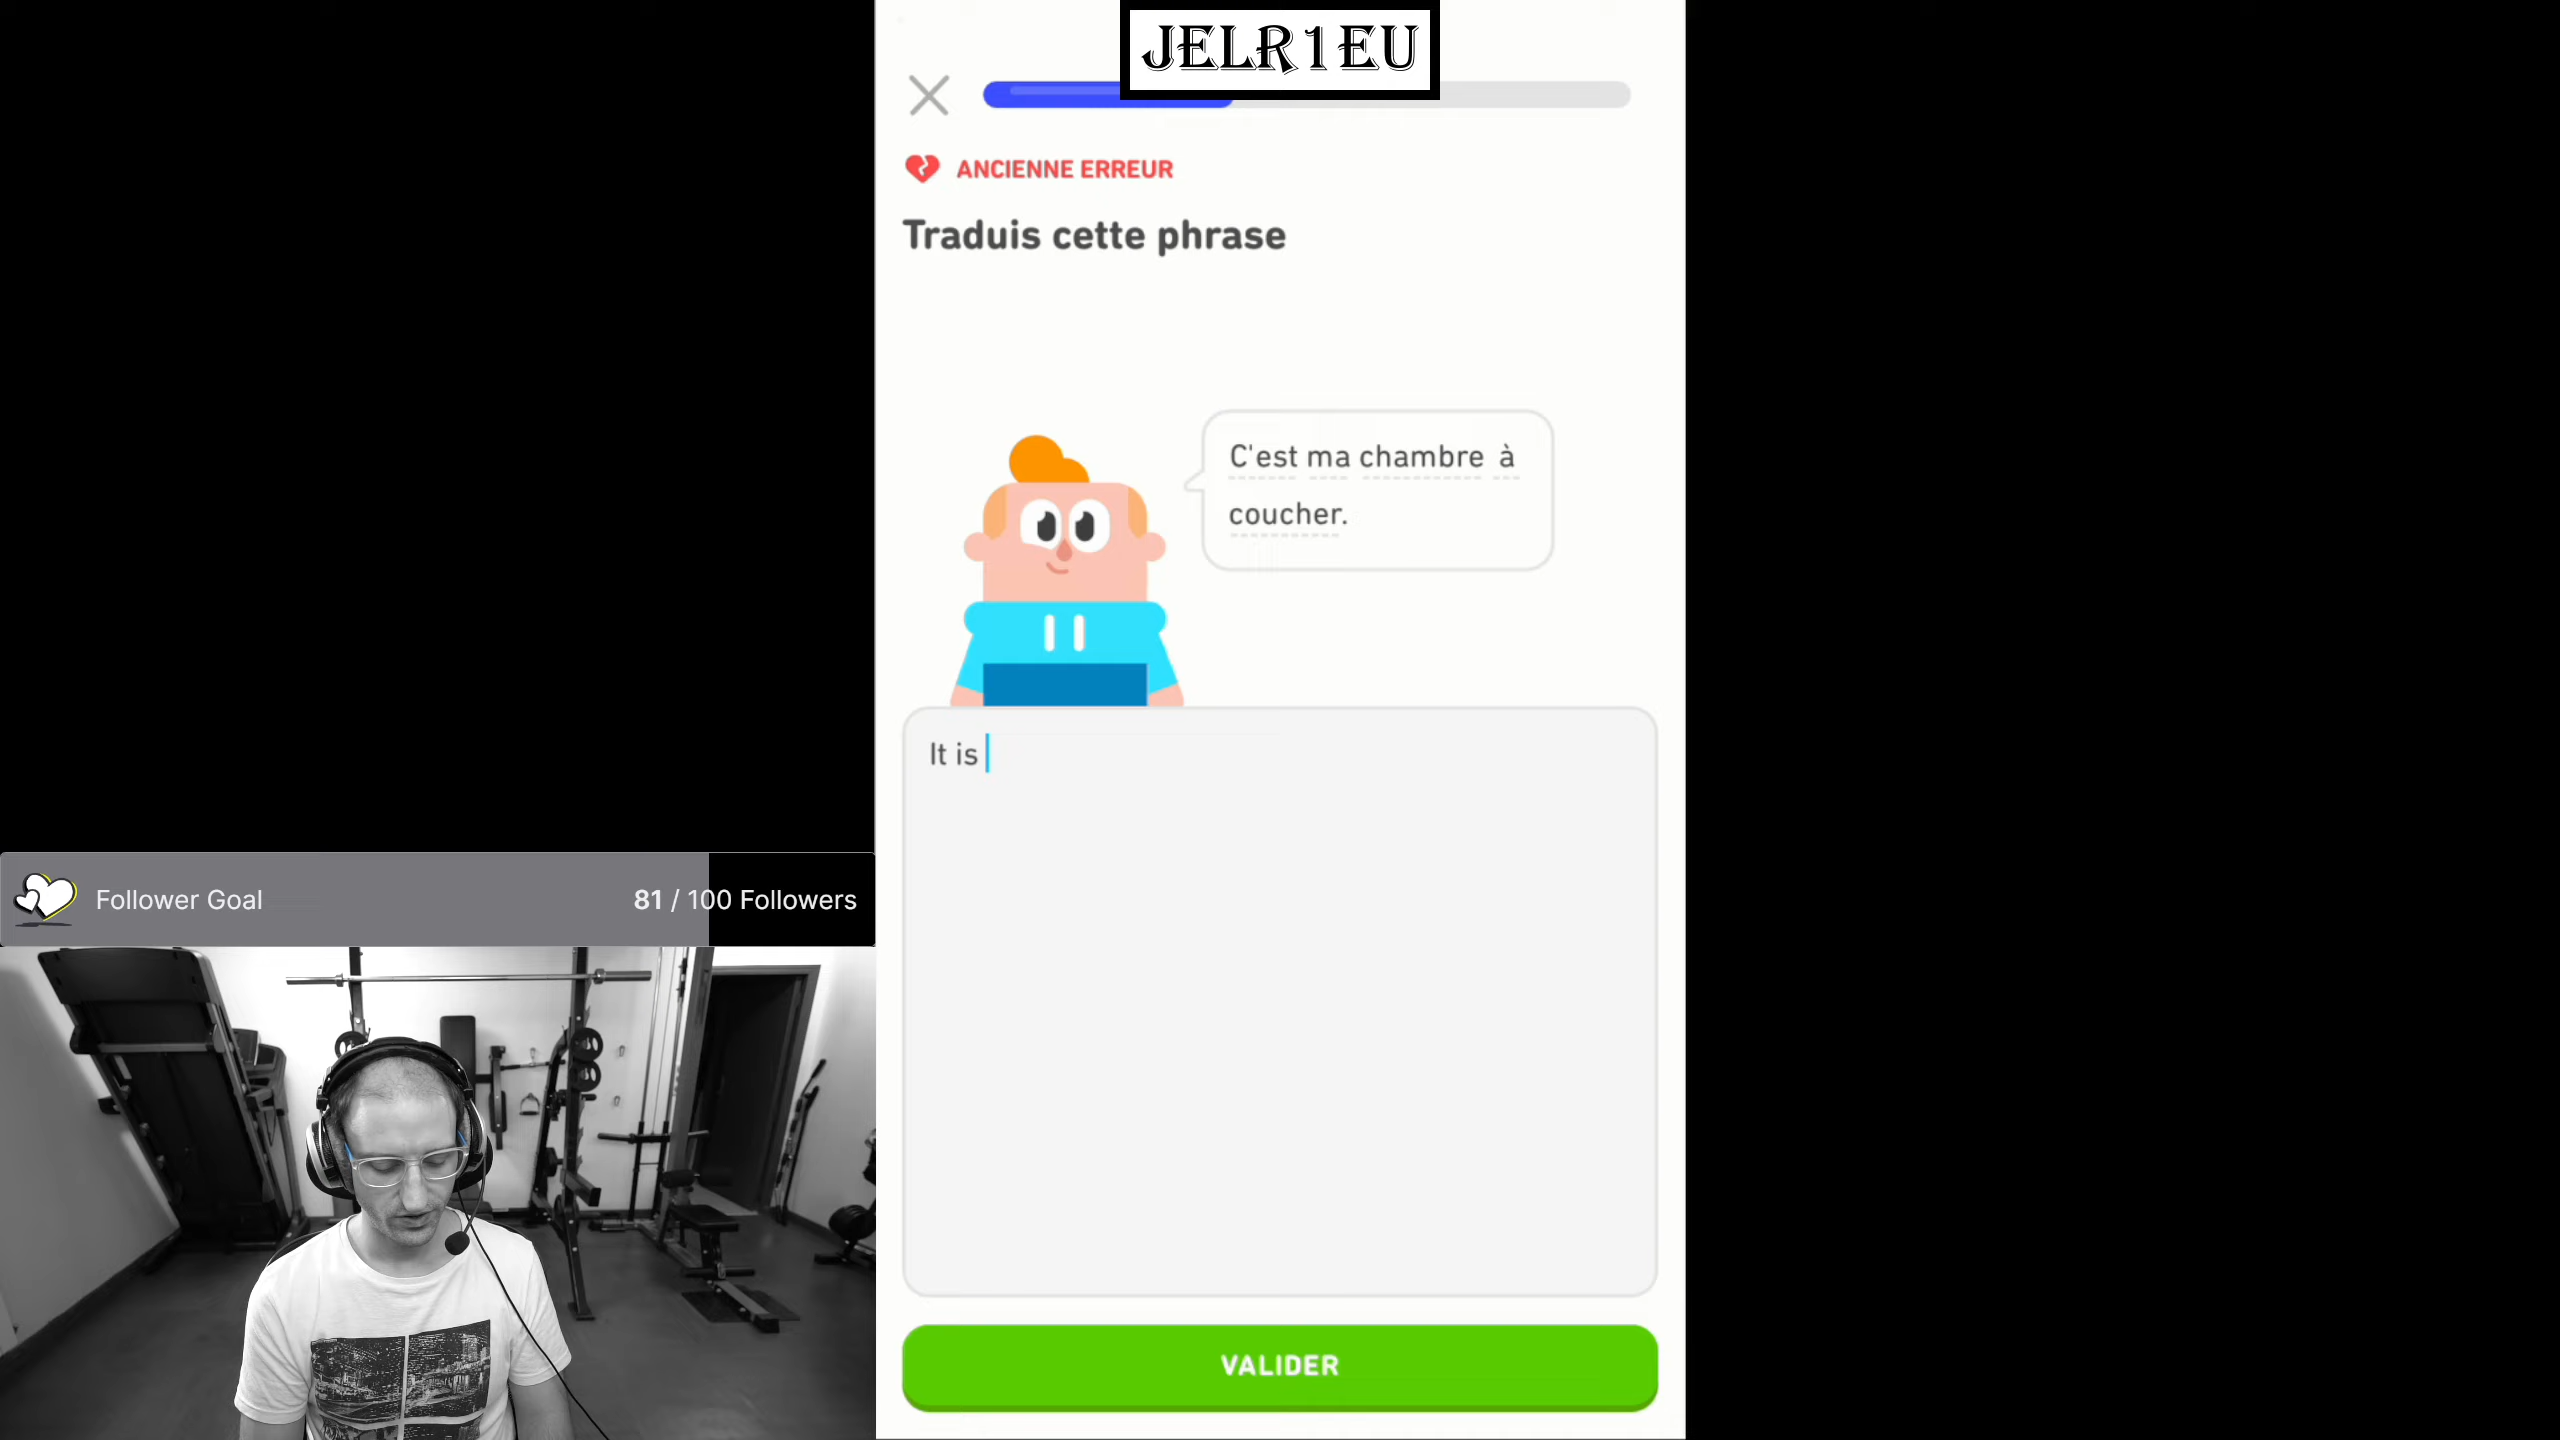 JELR1EU
ANCIENNE ERREUR
Traduis cette phrase
C'est ma chambre à
coucher.
It is
Follower Goal
81 / 100 Followers
VALIDER